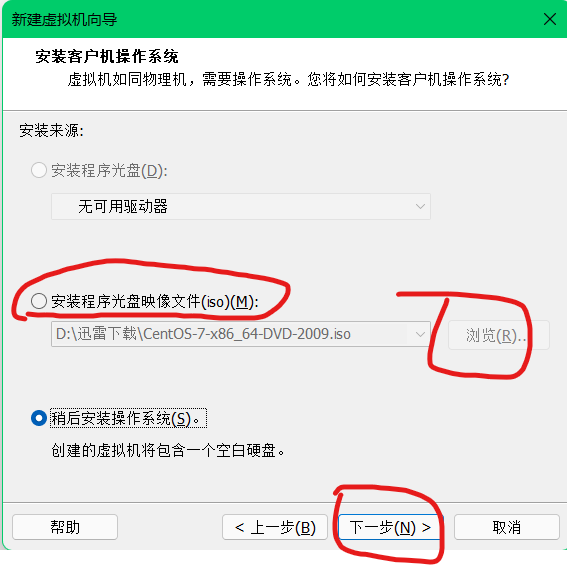 新建虚拟机向导
安装客户机操作系统
虚拟机如同物理机，需要操作系统。您将如何安装客户机操作系统?
安装来源:
安装程序光盘(D):
无可用驱动器
安装程序光盘映像文件(iso)(M):
D:\迅雷下载\CentOS-7-x86_64-DVD-2009.iso
浏览(R)...
稍后安装操作系统(S)。
创建的虚拟机将包含一个空白硬盘。
帮助
< 上一步(B)
下一步(N) >
取消